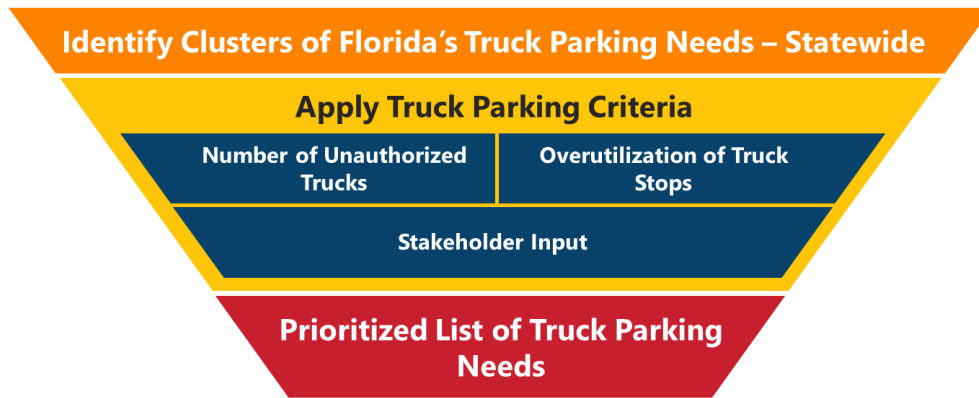 Identify Clusters of Florida's Truck Parking Needs – Statewide
Apply Truck Parking Criteria
Number of Unauthorized
Trucks
Overutilization of Truck
Stops
Stakeholder Input
Prioritized List of Truck Parking
Needs